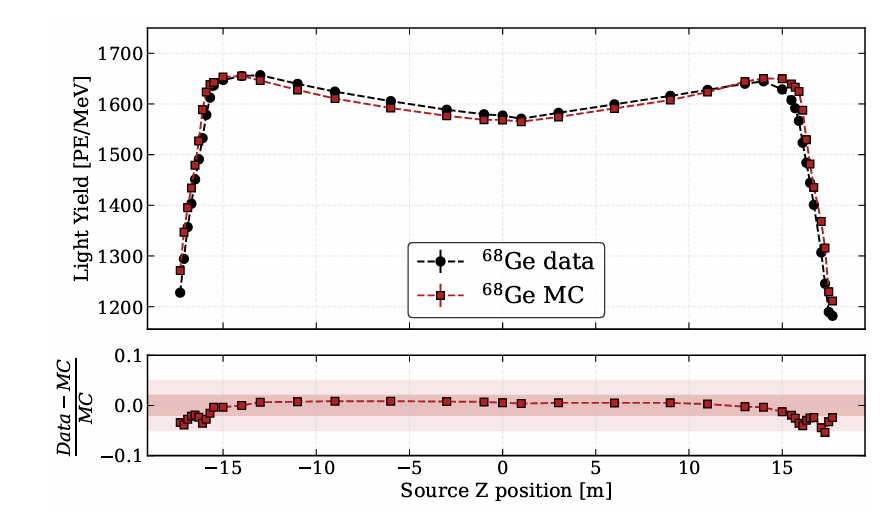 1700
1600
1500
1400
1300
1200
Light Yield [PE/MeV]
⁶⁸Ge data
⁶⁸Ge MC
0.1
0.0
−0.1
Data − MC
MC
−15 −10 −5 0 5 10 15
Source Z position [m]